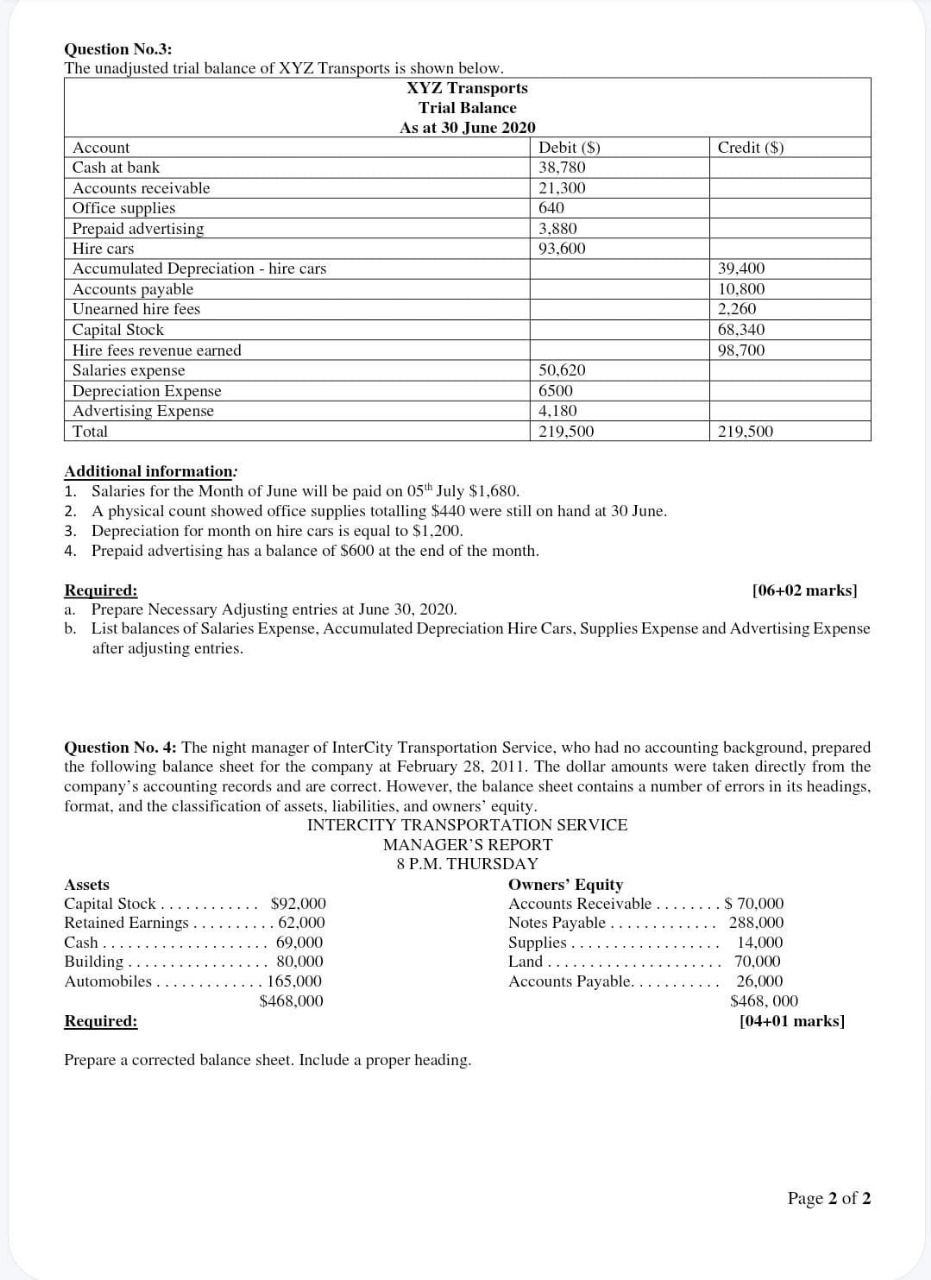 Question No.3:
The unadjusted trial balance of XYZ Transports is shown below.
XYZ Transports
Trial Balance
As at 30 June 2020
Account Debit ($) Credit ($)
Cash at bank 38,780
Accounts receivable 21,300
Office supplies 640
Prepaid advertising 3,880
Hire cars 93,600
Accumulated Depreciation - hire cars 39,400
Accounts payable 10,800
Unearned hire fees 2,260
Capital Stock 68,340
Hire fees revenue earned 98,700
Salaries expense 50,620
Depreciation Expense 6500
Advertising Expense 4,180
Total 219,500 219,500
Additional information:
1. Salaries for the Month of June will be paid on 05th July $1,680.
2. A physical count showed office supplies totalling $440 were still on hand at 30 June.
3. Depreciation for month on hire cars is equal to $1,200.
4. Prepaid advertising has a balance of $600 at the end of the month.
Required: [06+02 marks]
a. Prepare Necessary Adjusting entries at June 30, 2020.
b. List balances of Salaries Expense, Accumulated Depreciation Hire Cars, Supplies Expense and Advertising Expense
after adjusting entries.
Question No. 4: The night manager of InterCity Transportation Service, who had no accounting background, prepared
the following balance sheet for the company at February 28, 2011. The dollar amounts were taken directly from the
company's accounting records and are correct. However, the balance sheet contains a number of errors in its headings,
format, and the classification of assets, liabilities, and owners' equity.
INTERCITY TRANSPORTATION SERVICE
MANAGER'S REPORT
8 P.M. THURSDAY
Assets Owners' Equity
Capital Stock . . . . . . . . . . . . $92,000 Accounts Receivable . . . . . . . . $ 70,000
Retained Earnings . . . . . . . . . . 62,000 Notes Payable . . . . . . . . . . . . . 288,000
Cash . . . . . . . . . . . . . . . . . . . . 69,000 Supplies . . . . . . . . . . . . . . . . . . 14,000
Building . . . . . . . . . . . . . . . . . 80,000 Land . . . . . . . . . . . . . . . . . . . . . 70,000
Automobiles . . . . . . . . . . . . . 165,000 Accounts Payable. . . . . . . . . . . 26,000
$468,000 $468, 000
Required: [04+01 marks]
Prepare a corrected balance sheet. Include a proper heading.
Page 2 of 2